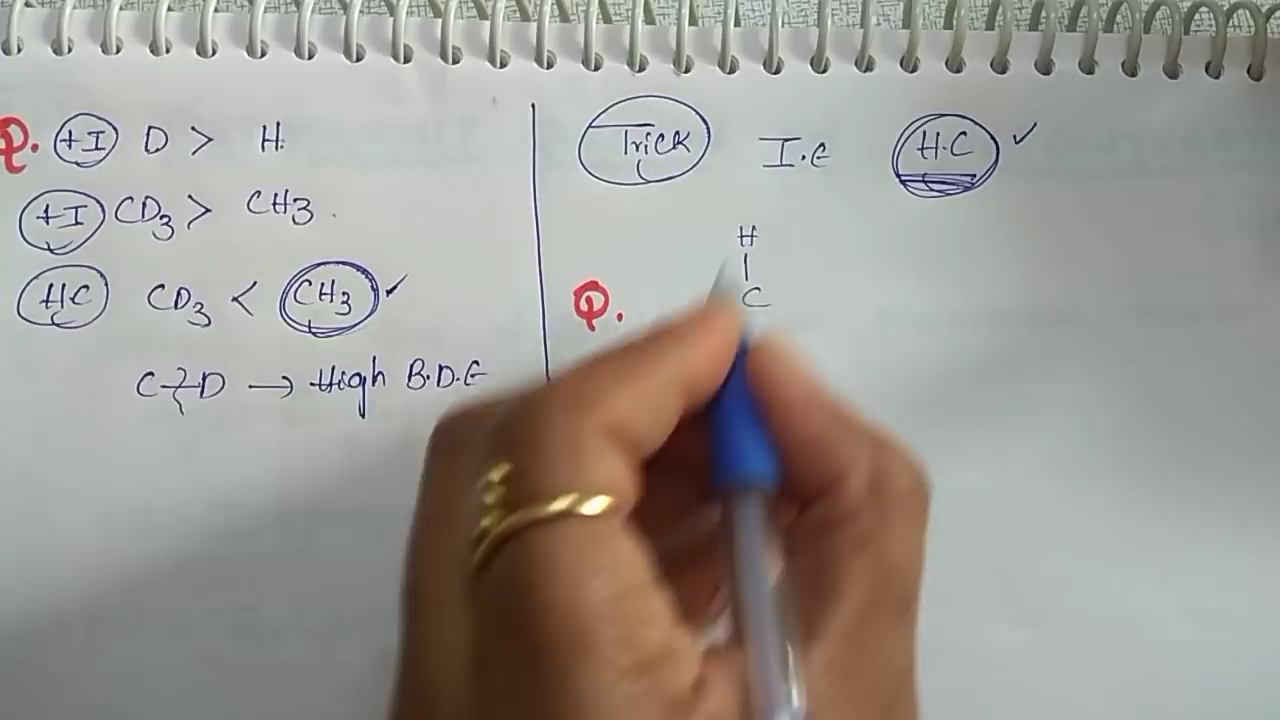 Q. +I D > H
+I CD3 > CH3
HC CD3 < CH3 ✓
C-D → High B.D.E
Trick I.E H.C ✓
H
Q. C